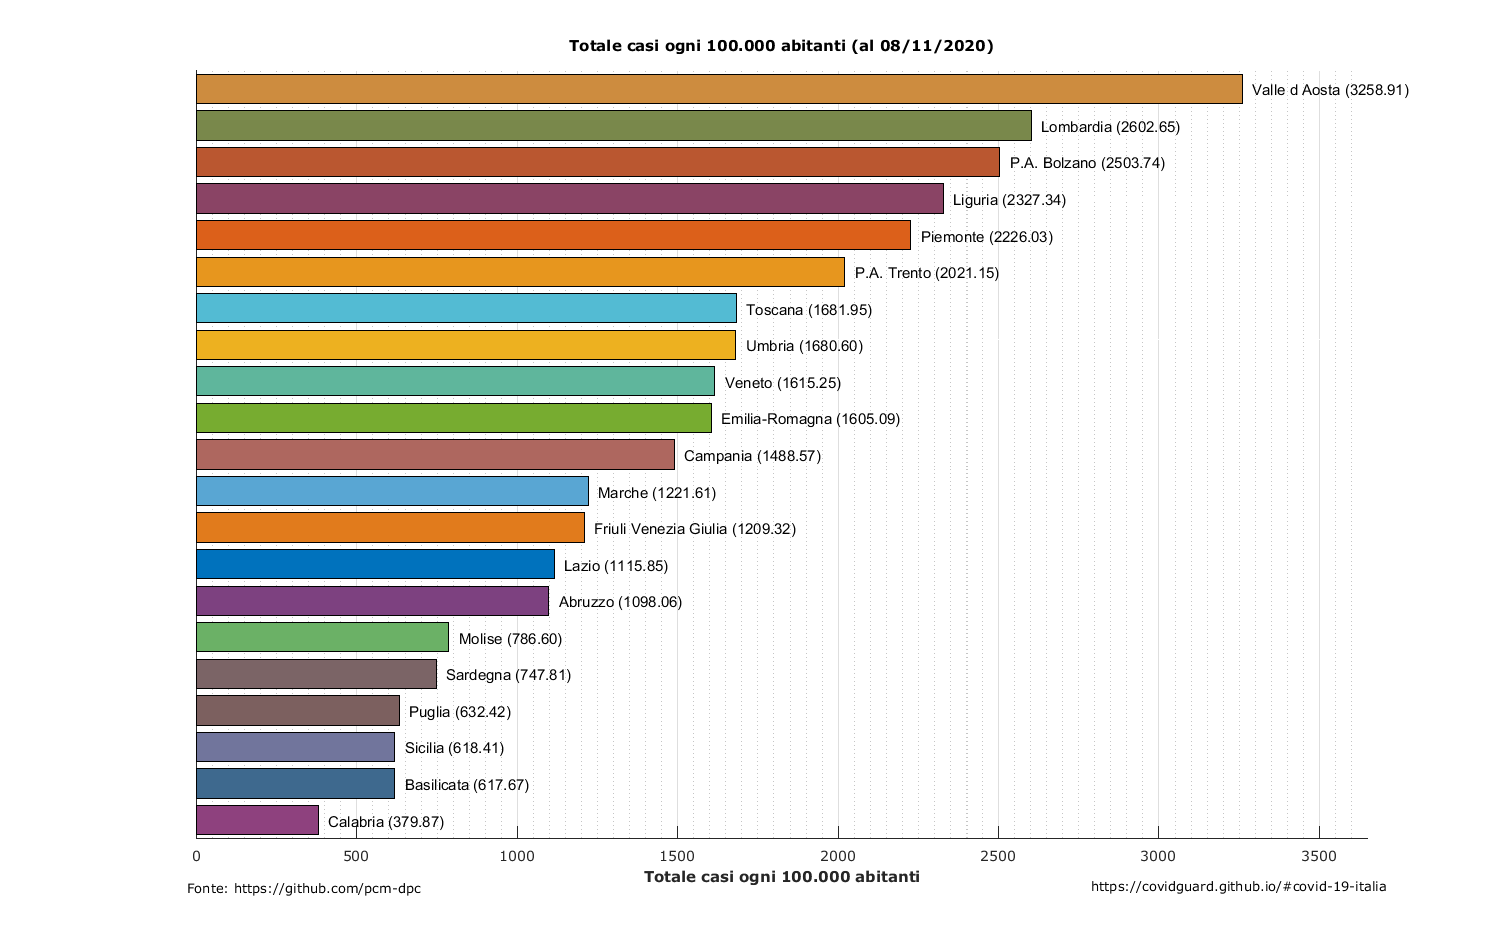 Totale casi ogni 100.000 abitanti (al 08/11/2020)
Valle d Aosta (3258.91)
Lombardia (2602.65)
P.A. Bolzano (2503.74)
Liguria (2327.34)
Piemonte (2226.03)
P.A. Trento (2021.15)
Toscana (1681.95)
Umbria (1680.60)
Veneto (1615.25)
Emilia-Romagna (1605.09)
Campania (1488.57)
Marche (1221.61)
Friuli Venezia Giulia (1209.32)
Lazio (1115.85)
Abruzzo (1098.06)
Molise (786.60)
Sardegna (747.81)
Puglia (632.42)
Sicilia (618.41)
Basilicata (617.67)
Calabria (379.87)
0 500 1000 1500 2000 2500 3000 3500
Totale casi ogni 100.000 abitanti
Fonte: https://github.com/pcm-dpc
https://covidguard.github.io/#covid-19-italia